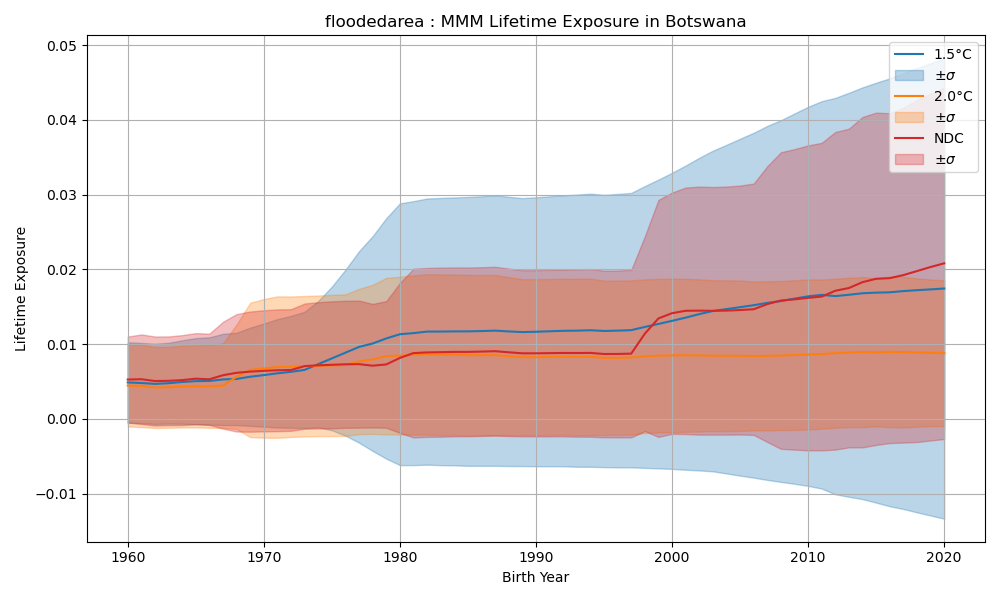 floodedarea : MMM Lifetime Exposure in Botswana
Lifetime Exposure
0.05
0.04
0.03
0.02
0.01
0.00
−0.01
1960 1970 1980 1990 2000 2010 2020
Birth Year
1.5°C
±σ
2.0°C
±σ
NDC
±σ